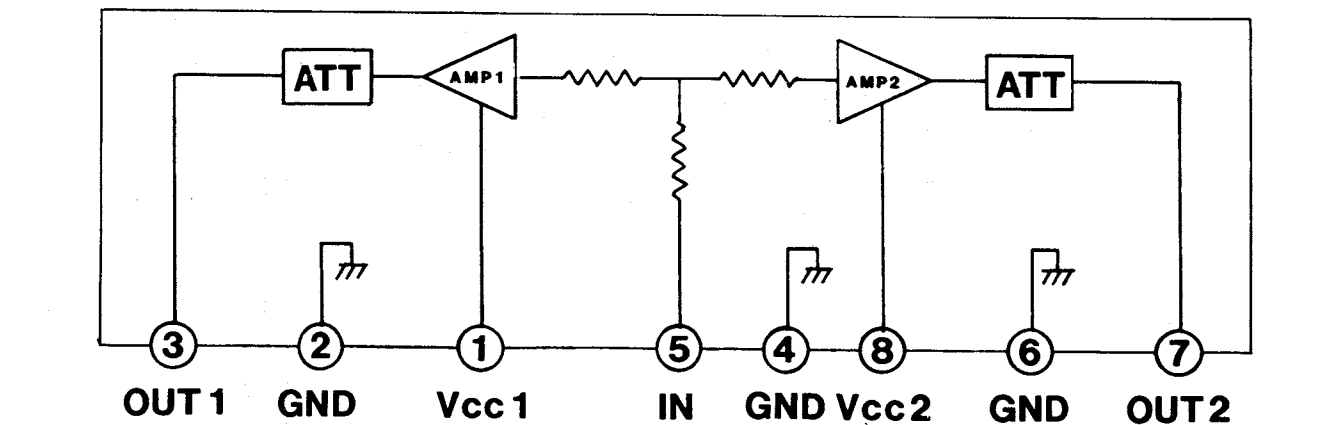 ATT AMP1 AMP2 ATT
3 2 1 5 4 8 6 7
OUT 1 GND Vcc 1 IN GND Vcc 2 GND OUT 2